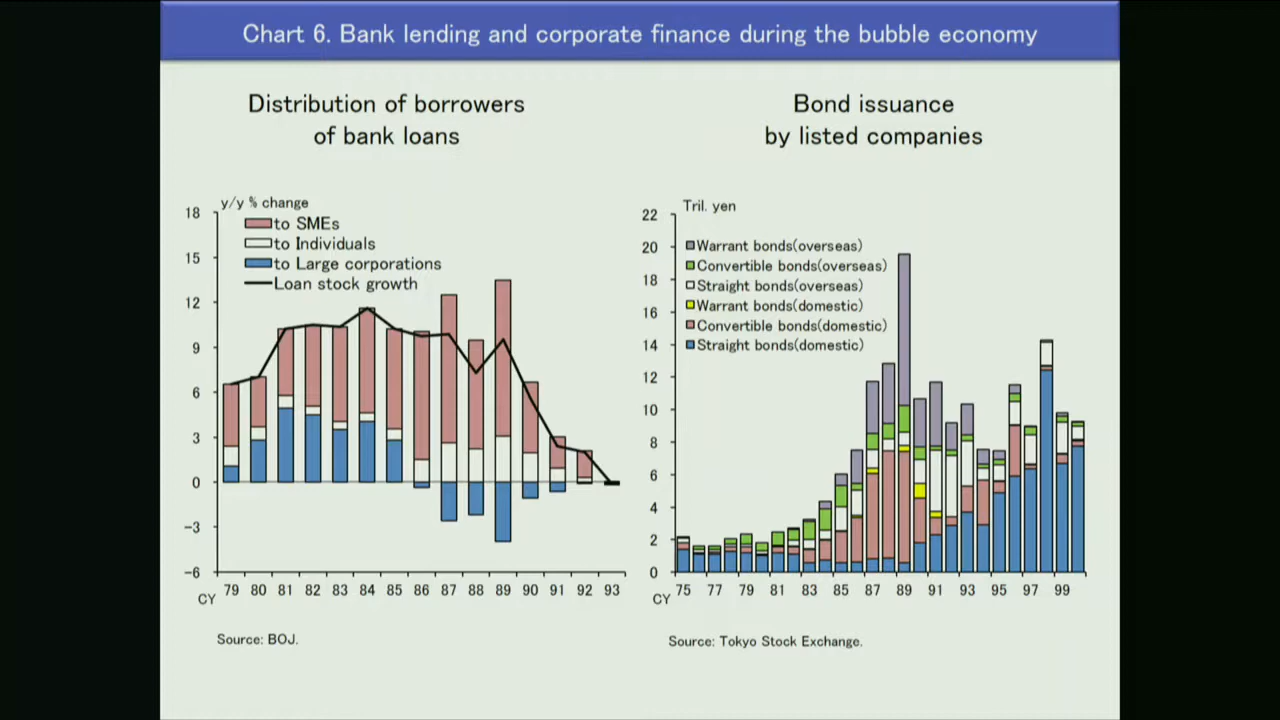 Chart 6. Bank lending and corporate finance during the bubble economy
Distribution of borrowers
of bank loans
y/y % change
to SMEs
to Individuals
to Large corporations
Loan stock growth
18
15
12
9
6
3
0
-3
-6
CY
79 80 81 82 83 84 85 86 87 88 89 90 91 92 93
Source: BOJ.
Bond issuance
by listed companies
Tril. yen
Warrant bonds(overseas)
Convertible bonds(overseas)
Straight bonds(overseas)
Warrant bonds(domestic)
Convertible bonds(domestic)
Straight bonds(domestic)
22
20
18
16
14
12
10
8
6
4
2
0
CY
75 77 79 81 83 85 87 89 91 93 95 97 99
Source: Tokyo Stock Exchange.